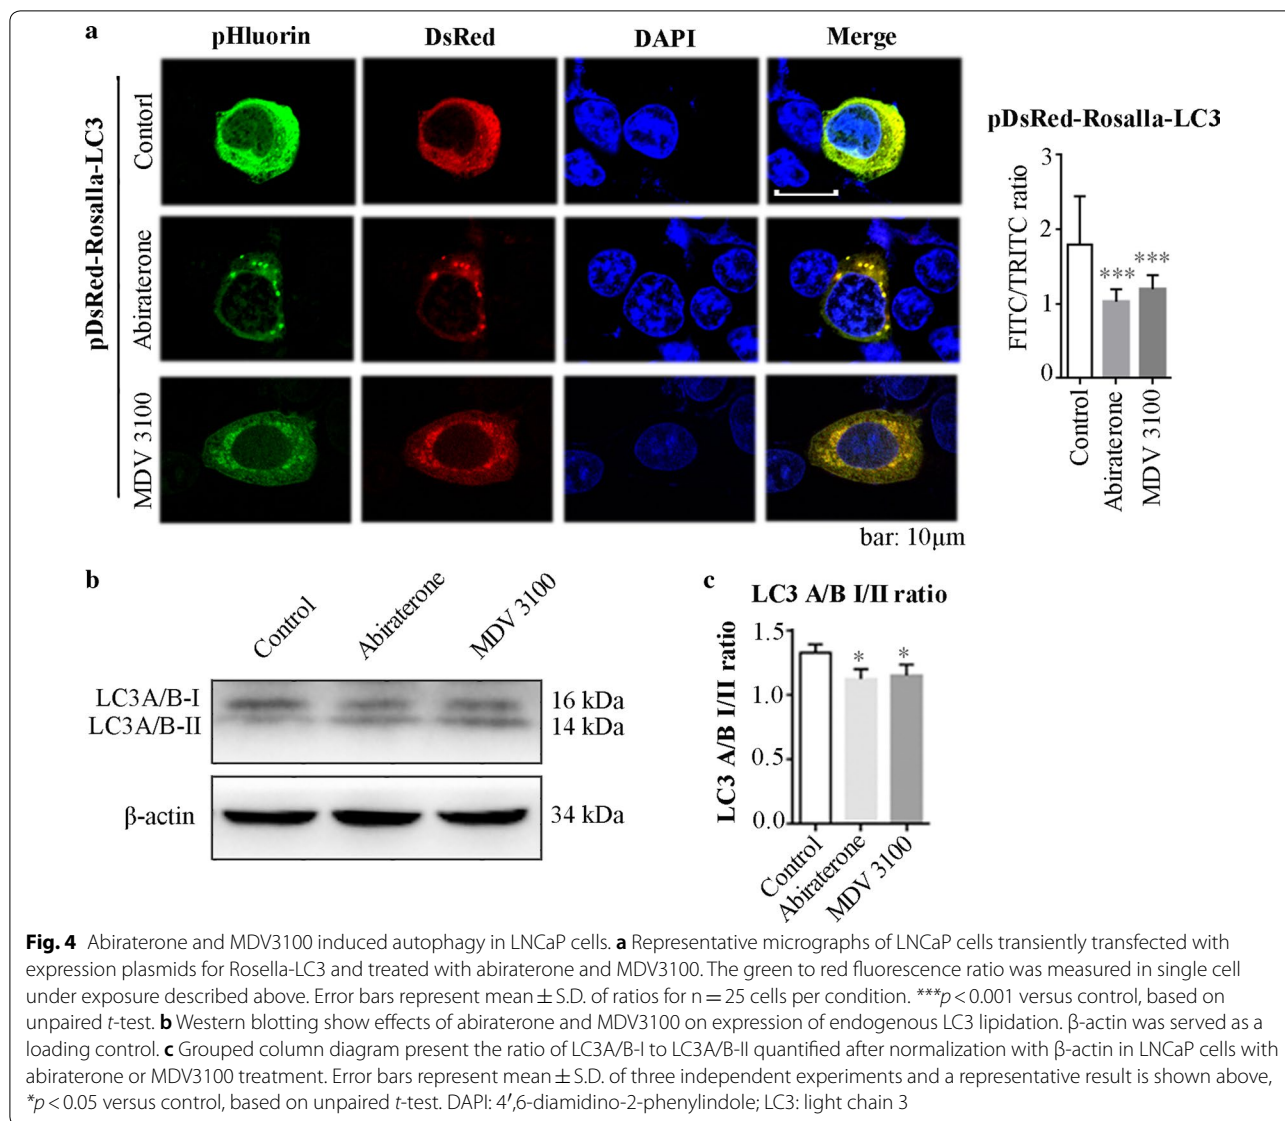 a
pHluorin DsRed DAPI Merge
pDsRed-Rosalla-LC3
Contorl
Abiraterone
MDV 3100
bar: 10μm
pDsRed-Rosalla-LC3
FITC/TRITC ratio
3
2
1
0
*** ***
Control
Abiraterone
MDV 3100
b
Control Abiraterone MDV 3100
LC3A/B-I 16 kDa
LC3A/B-II 14 kDa
β-actin 34 kDa
c
LC3 A/B I/II ratio
LC3 A/B I/II ratio
1.5
1.0
0.5
0.0
* *
Control
Abiraterone
MDV 3100
Fig. 4 Abiraterone and MDV3100 induced autophagy in LNCaP cells. a Representative micrographs of LNCaP cells transiently transfected with
expression plasmids for Rosella-LC3 and treated with abiraterone and MDV3100. The green to red fluorescence ratio was measured in single cell
under exposure described above. Error bars represent mean ± S.D. of ratios for n = 25 cells per condition. ***p < 0.001 versus control, based on
unpaired t-test. b Western blotting show effects of abiraterone and MDV3100 on expression of endogenous LC3 lipidation. β-actin was served as a
loading control. c Grouped column diagram present the ratio of LC3A/B-I to LC3A/B-II quantified after normalization with β-actin in LNCaP cells with
abiraterone or MDV3100 treatment. Error bars represent mean ± S.D. of three independent experiments and a representative result is shown above,
*p < 0.05 versus control, based on unpaired t-test. DAPI: 4′,6-diamidino-2-phenylindole; LC3: light chain 3